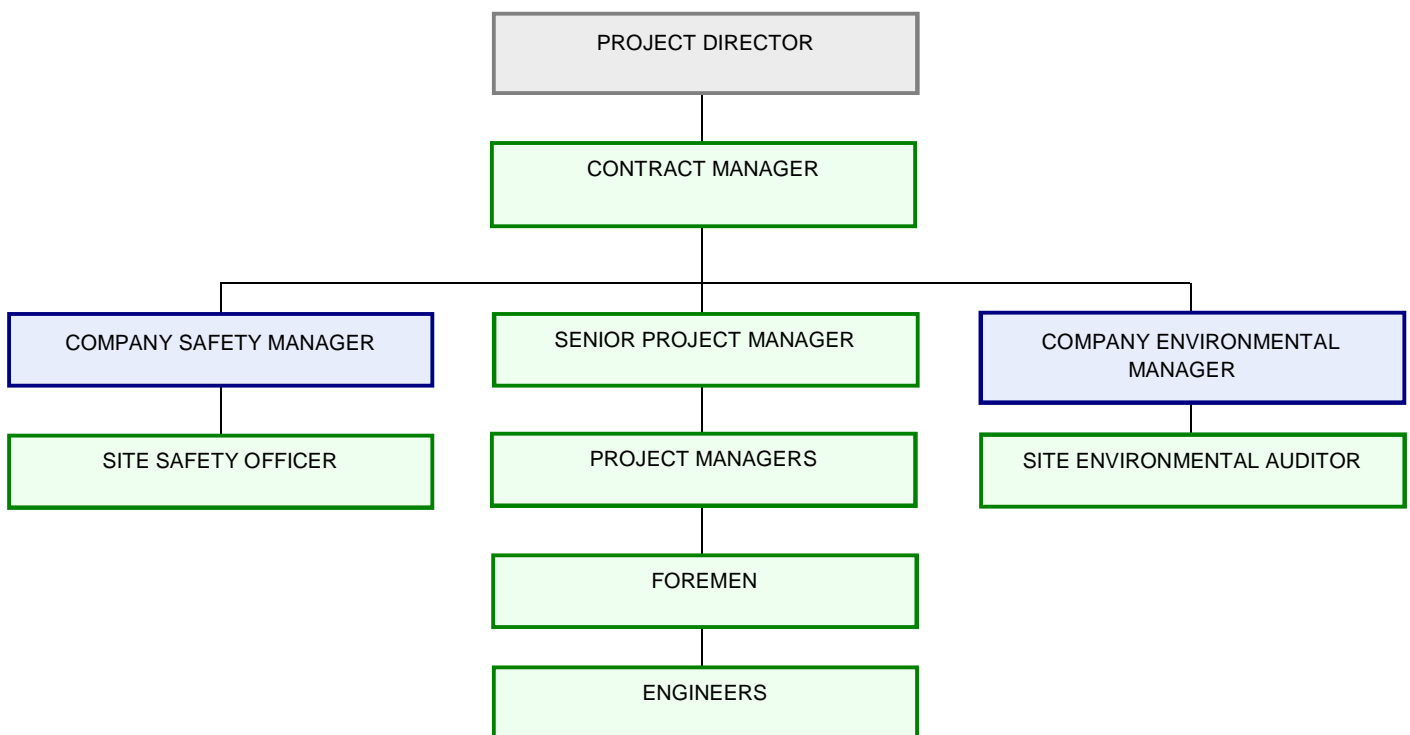 PROJECT DIRECTOR
CONTRACT MANAGER
COMPANY SAFETY MANAGER
SENIOR PROJECT MANAGER
COMPANY ENVIRONMENTAL
MANAGER
SITE SAFETY OFFICER
PROJECT MANAGERS
SITE ENVIRONMENTAL AUDITOR
FOREMEN
ENGINEERS